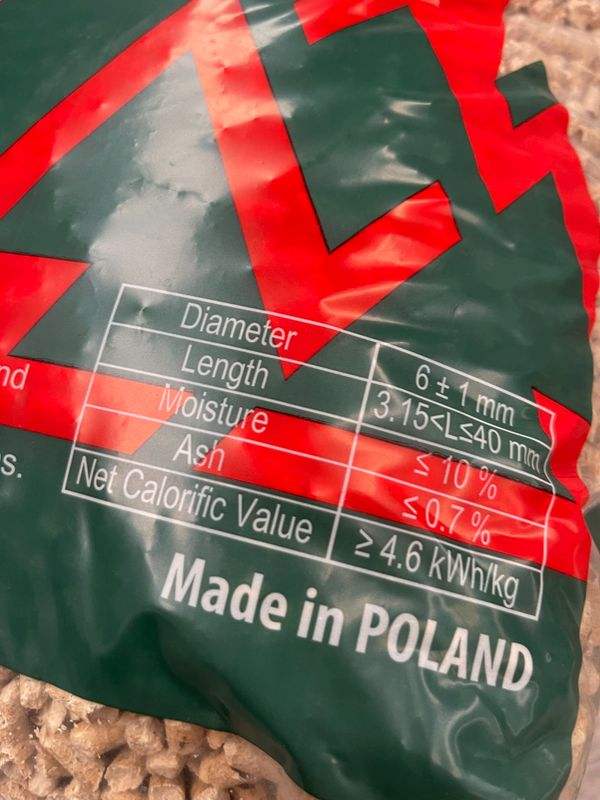 Diameter 6 ± 1 mm
Length 3.15<L≤40 mm
Moisture ≤ 10 %
Ash ≤ 0.7 %
Net Calorific Value ≥ 4.6 kWh/kg
Made in POLAND